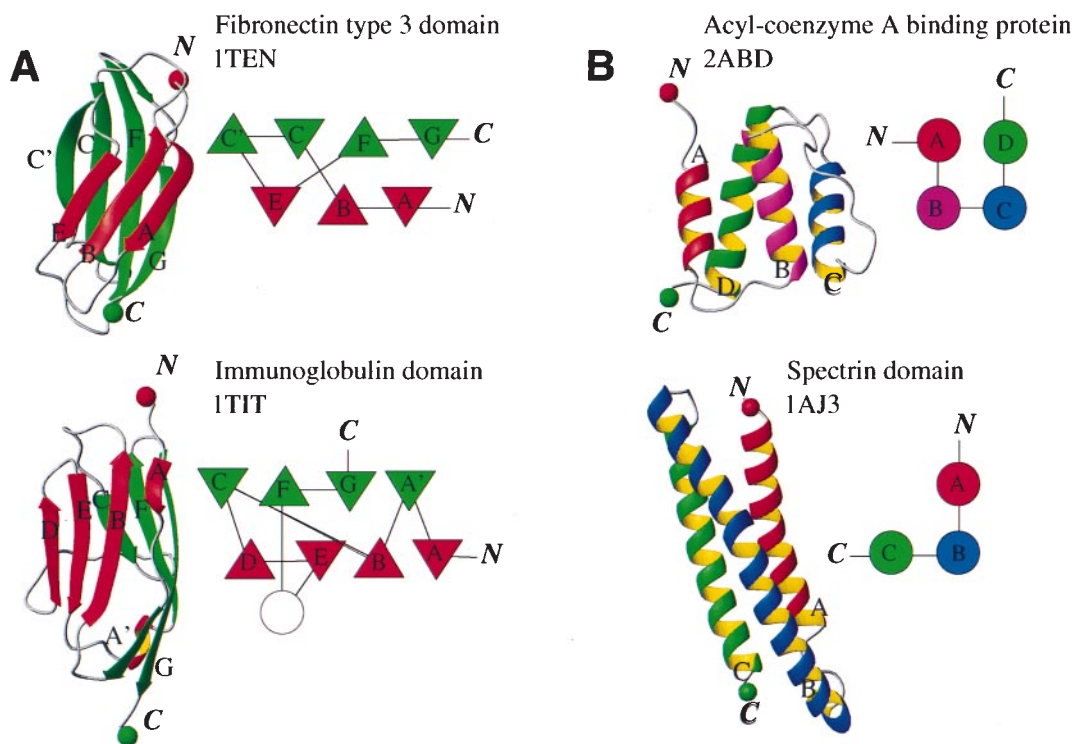 A
Fibronectin type 3 domain
1TEN
N
C'
C
F
E
B
A
G
C
C'
C
F
G
C
E
B
A
N
Immunoglobulin domain
1TIT
N
D
E
C
B
F
A
A'
G
C
C
C
F
G
A'
D
E
B
A
N
B
Acyl-coenzyme A binding protein
2ABD
N
A
D
B
C
C
C
N
A
D
B
C
Spectrin domain
1AJ3
N
A
C
B
C
N
A
C
C
B